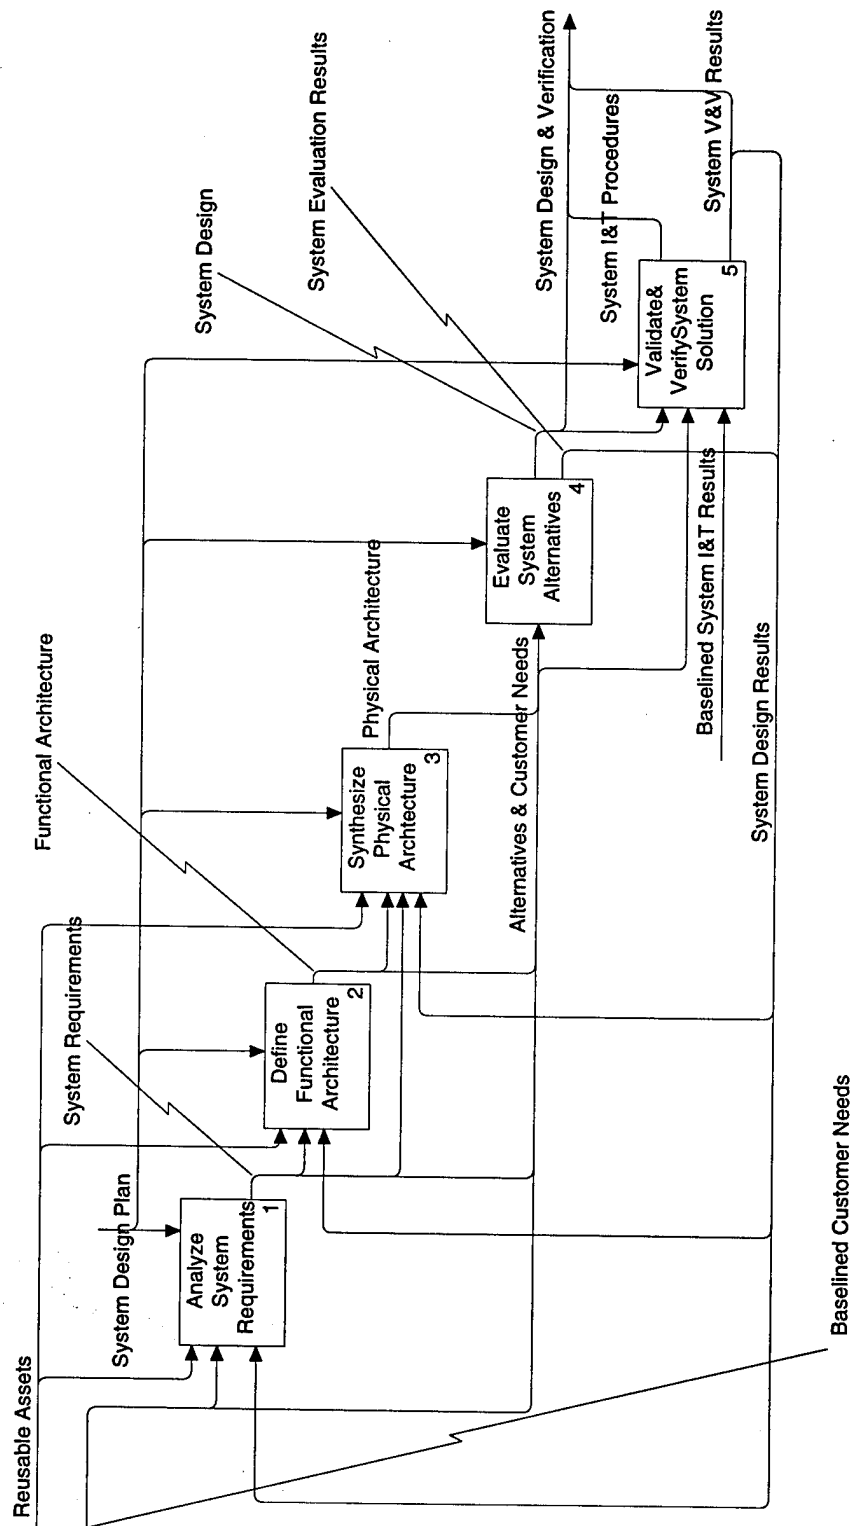 Reusable Assets
System Design Plan
Analyze
System
Requirements
1
System Requirements
Define
Functional
Architecture
2
Functional Architecture
Synthesize
Physical
Archtecture
3
Physical Architecture
Alternatives & Customer Needs
Evaluate
System
Alternatives
4
System Design
System Evaluation Results
System Design & Verification
System I&T Procedures
Validate&
VerifySystem
Solution
5
System V&V Results
Baselined System I&T Results
System Design Results
Baselined Customer Needs